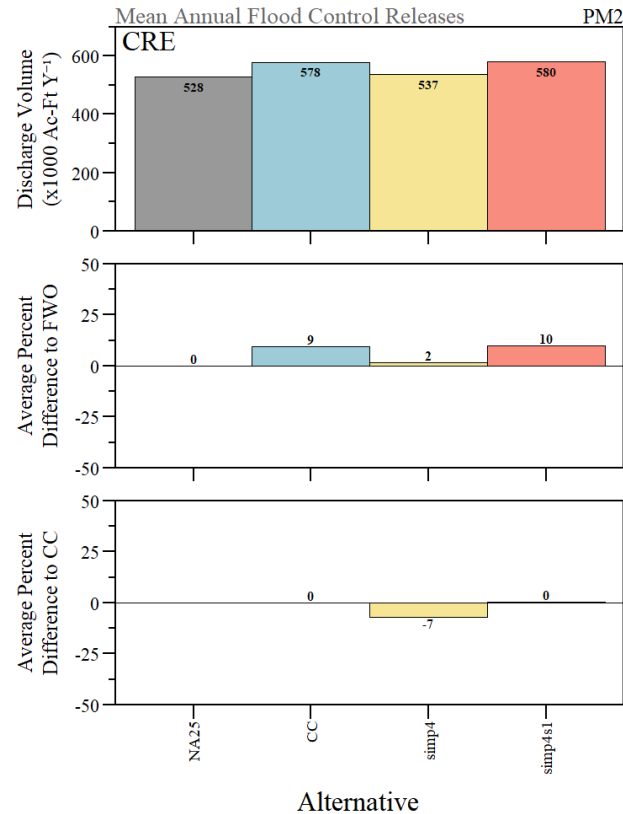 Mean Annual Flood Control Releases PM2
CRE
Discharge Volume
(x1000 Ac-Ft Y⁻¹)
600
400
200
0
528
578
537
580
Average Percent
Difference to FWO
50
25
0
-25
-50
0
9
2
10
Average Percent
Difference to CC
50
25
0
-25
-50
0
-7
0
NA25
CC
simp4
simp4s1
Alternative